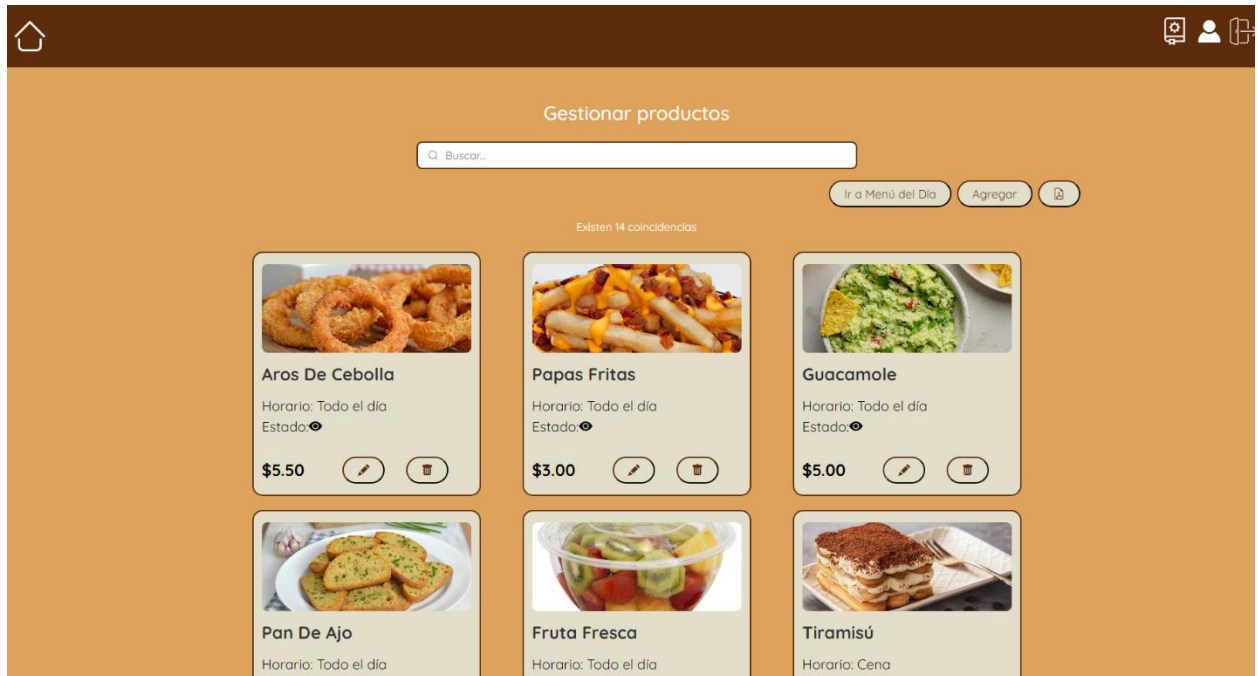 Gestionar productos
Buscar...
Ir a Menú del Día
Agregar
Existen 14 coincidencias
Aros De Cebolla
Horario: Todo el día
Estado:
$5.50
Papas Fritas
Horario: Todo el día
Estado:
$3.00
Guacamole
Horario: Todo el día
Estado:
$5.00
Pan De Ajo
Horario: Todo el día
Fruta Fresca
Horario: Todo el día
Tiramisú
Horario: Cena